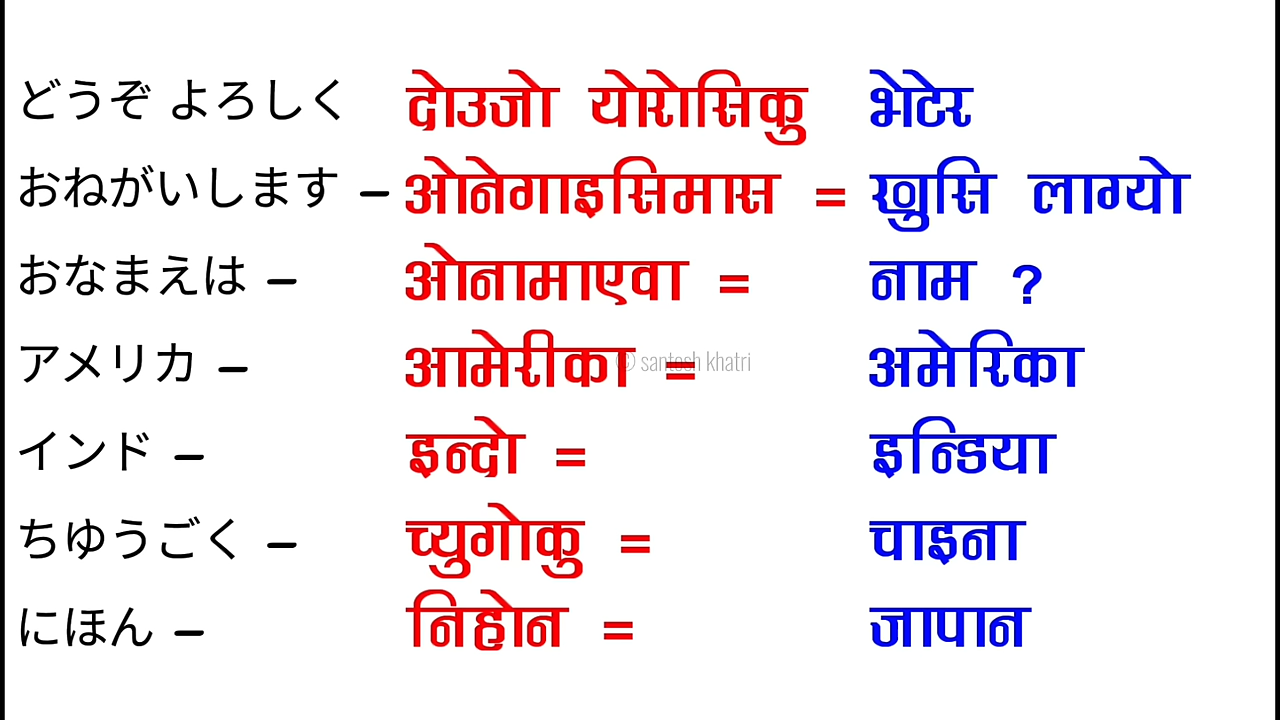 どうぞ よろしく दोउजो योरोसिकु भेटेर
おねがいします – ओनेगाइसिमास = खुसि लाग्यो
おなまえは – ओनामाएवा = नाम ?
アメリカ – आमेरीका = अमेरिका
© santosh khatri
インド – इन्दो = इन्डिया
ちゆうごく – च्युगोकु = चाइना
にほん – निहोन = जापान